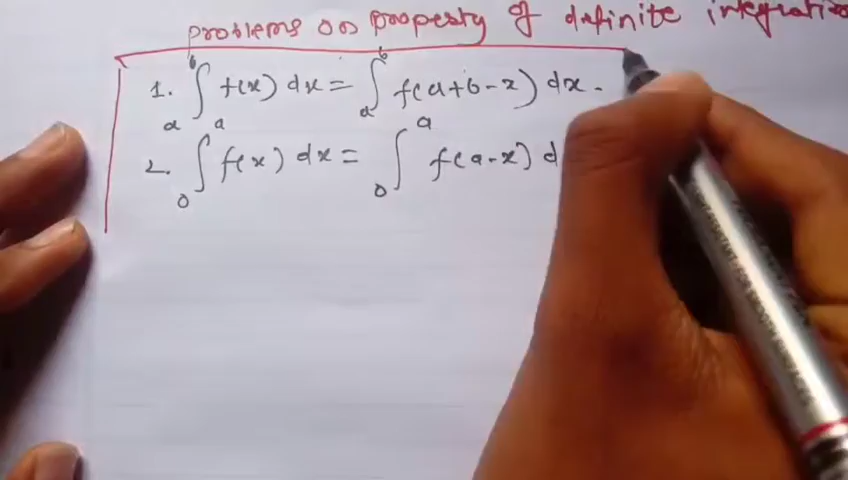 problems on property of definite integration
1. ∫_a^b f(x) dx = ∫_a^b f(a+b-x) dx.
2. ∫_0^a f(x) dx = ∫_0^a f(a-x) d